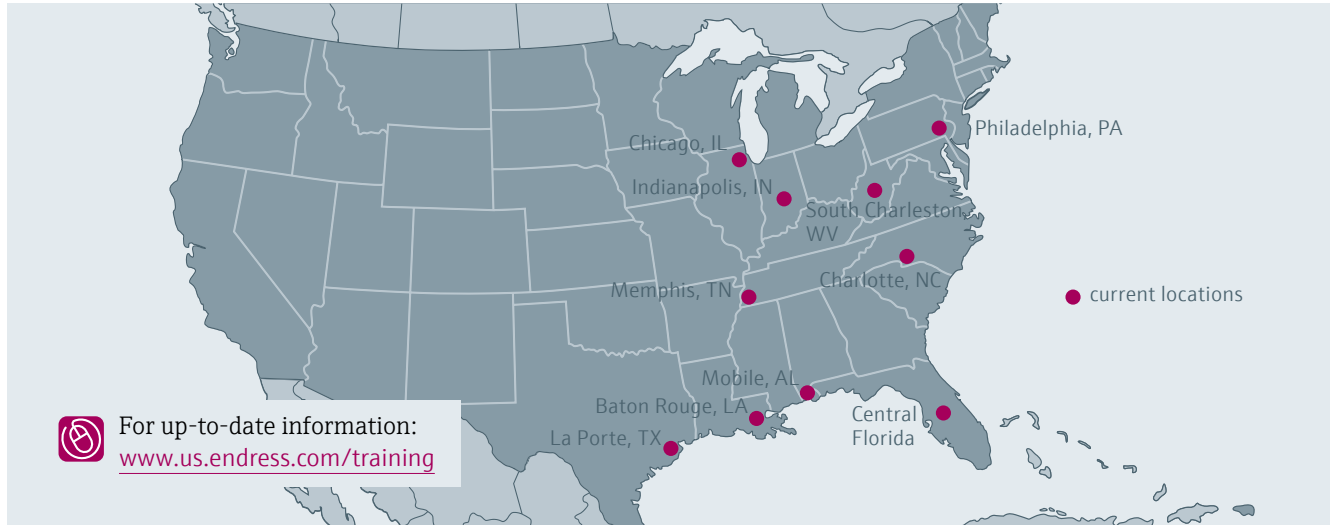 Philadelphia, PA
Chicago, IL
Indianapolis, IN
South Charleston,
WV
Charlotte, NC
Memphis, TN
current locations
Mobile, AL
Baton Rouge, LA
Central
Florida
La Porte, TX
For up-to-date information:
www.us.endress.com/training